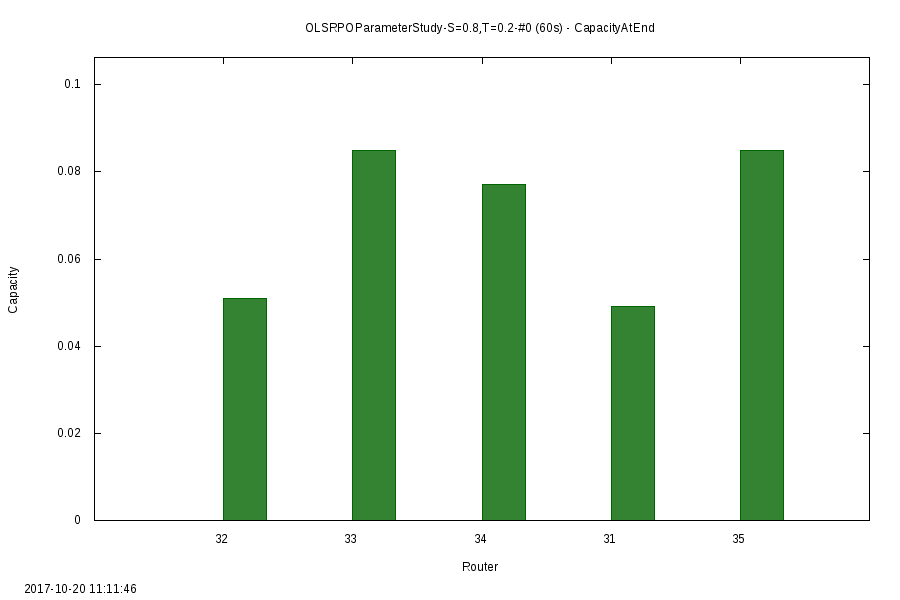 OLSRPOParameterStudy-S=0.8,T=0.2-#0 (60s) - CapacityAtEnd
0.1
0.08
0.06
0.04
0.02
0
Capacity
32 33 34 31 35
Router
2017-10-20 11:11:46